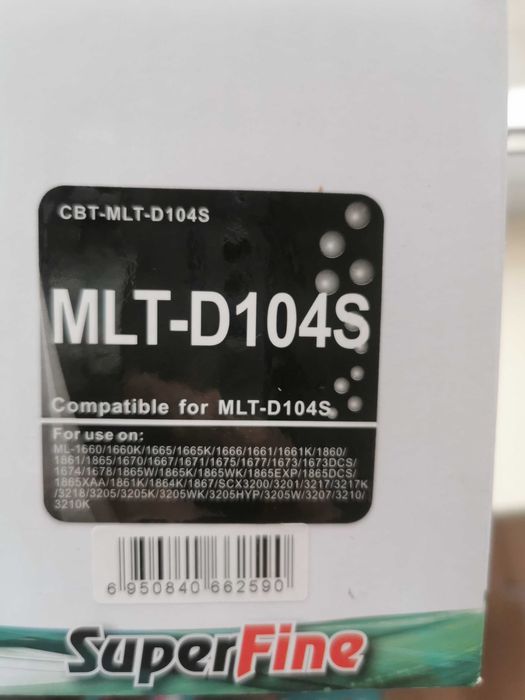 CBT-MLT-D104S
MLT-D104S
Compatible for MLT-D104S
For use on:
ML-1660/1660K/1665/1665K/1666/1661/1661K/1860/
1861/1865/1670/1667/1671/1675/1677/1673/1673DCS/
1674/1678/1865W/1865K/1865WK/1865EXP/1865DCS/
1865XAA/1861K/1864K/1867/SCX3200/3201/3217/3217K
/3218/3205/3205K/3205WK/3205HYP/3205W/3207/3210/
3210K
6 950840 662590
SuperFine